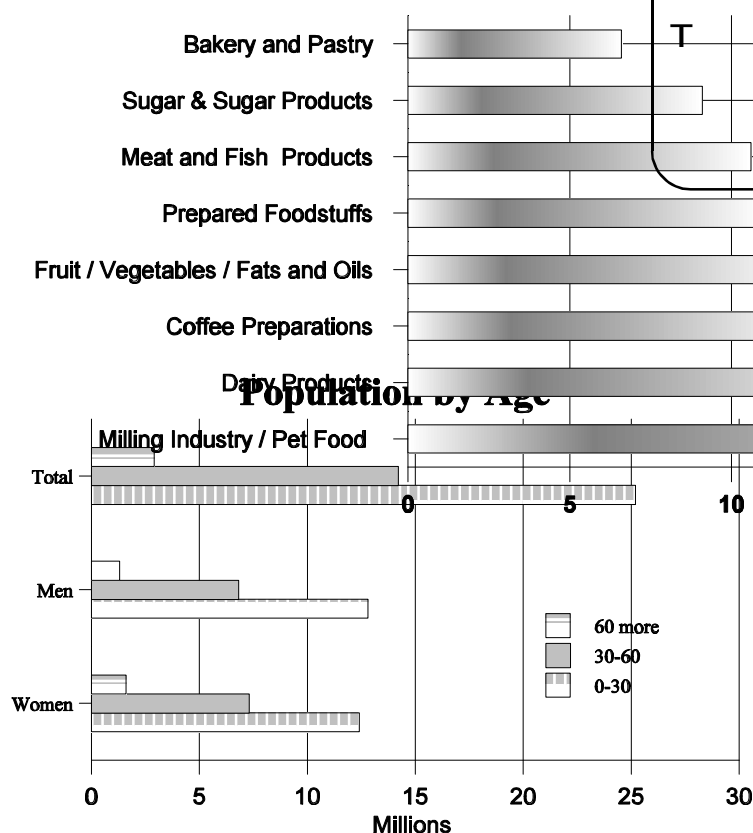 T
Bakery and Pastry
Sugar & Sugar Products
Meat and Fish Products
Prepared Foodstuffs
Fruit / Vegetables / Fats and Oils
Coffee Preparations
Dairy Products
Population by Age
Milling Industry / Pet Food
0 5 10
Total
Men
Women
60 more
30-60
0-30
0 5 10 15 20 25 30
Millions